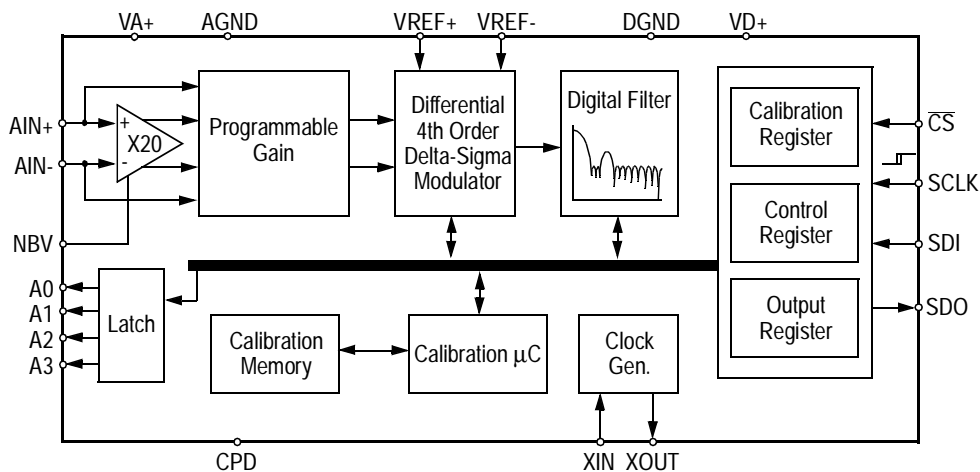 VA+ AGND VREF+ VREF- DGND VD+
AIN+
AIN-
NBV
+
X20
-
Programmable
Gain
Differential
4th Order
Delta-Sigma
Modulator
Digital Filter
Calibration
Register
Control
Register
Output
Register
CS
SCLK
SDI
SDO
A0
A1
A2
A3
Latch
Calibration
Memory
Calibration μC
Clock
Gen.
CPD XIN XOUT